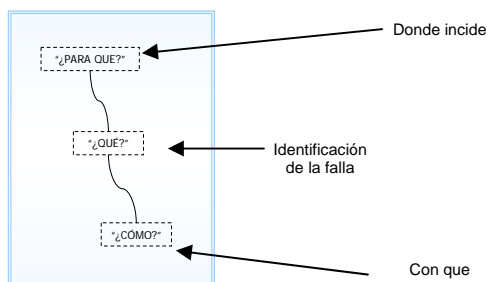 Donde incide
"¿PARA QUE?"
"¿QUÉ?"
Identificación
de la falla
"¿CÓMO?"
Con que